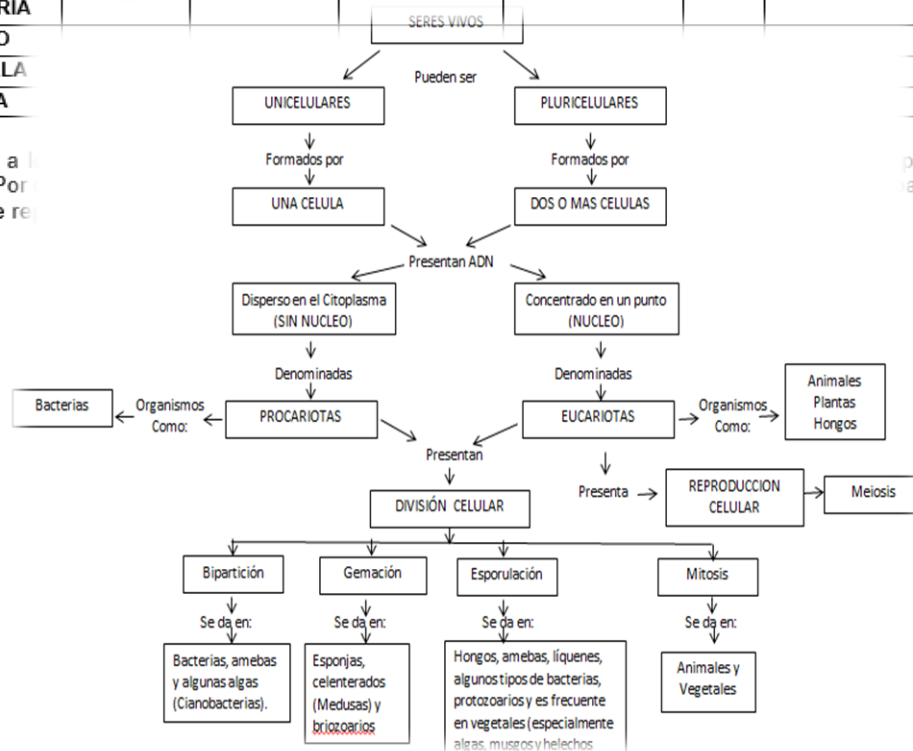 RIA
SERES VIVOS
O
LA
A
Pueden ser
UNICELULARES
PLURICELULARES
a l
Por
e rep
Formados por
Formados por
UNA CELULA
DOS O MAS CELULAS
Presentan ADN
Disperso en el Citoplasma
(SIN NUCLEO)
Concentrado en un punto
(NUCLEO)
Denominadas
Denominadas
Bacterias
Organismos
Como:
PROCARIOTAS
EUCARIOTAS
Organismos
Como:
Animales
Plantas
Hongos
Presentan
Presenta
REPRODUCCION
CELULAR
Meiosis
DIVISIÓN CELULAR
Bipartición
Gemación
Esporulación
Mitosis
Se da en:
Se da en:
Se da en:
Se da en:
Bacterias, amebas
y algunas algas
(Cianobacterias).
Esponjas,
celenterados
(Medusas) y
briozoarios
Hongos, amebas, líquenes,
algunos tipos de bacterias,
protozoarios y es frecuente
en vegetales (especialmente
algas, musgos y helechos
Animales y
Vegetales